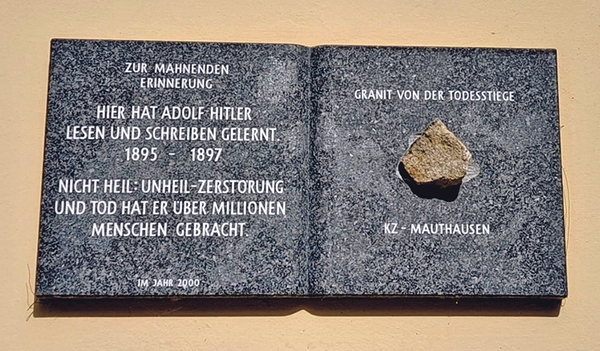 ZUR MAHNENDEN
ERINNERUNG
HIER HAT ADOLF HITLER
LESEN UND SCHREIBEN GELERNT.
1895 - 1897
NICHT HEIL: UNHEIL-ZERSTÖRUNG
UND TOD HAT ER ÜBER MILLIONEN
MENSCHEN GEBRACHT.
IM JAHR 2000
GRANIT VON DER TODESSTIEGE
KZ - MAUTHAUSEN